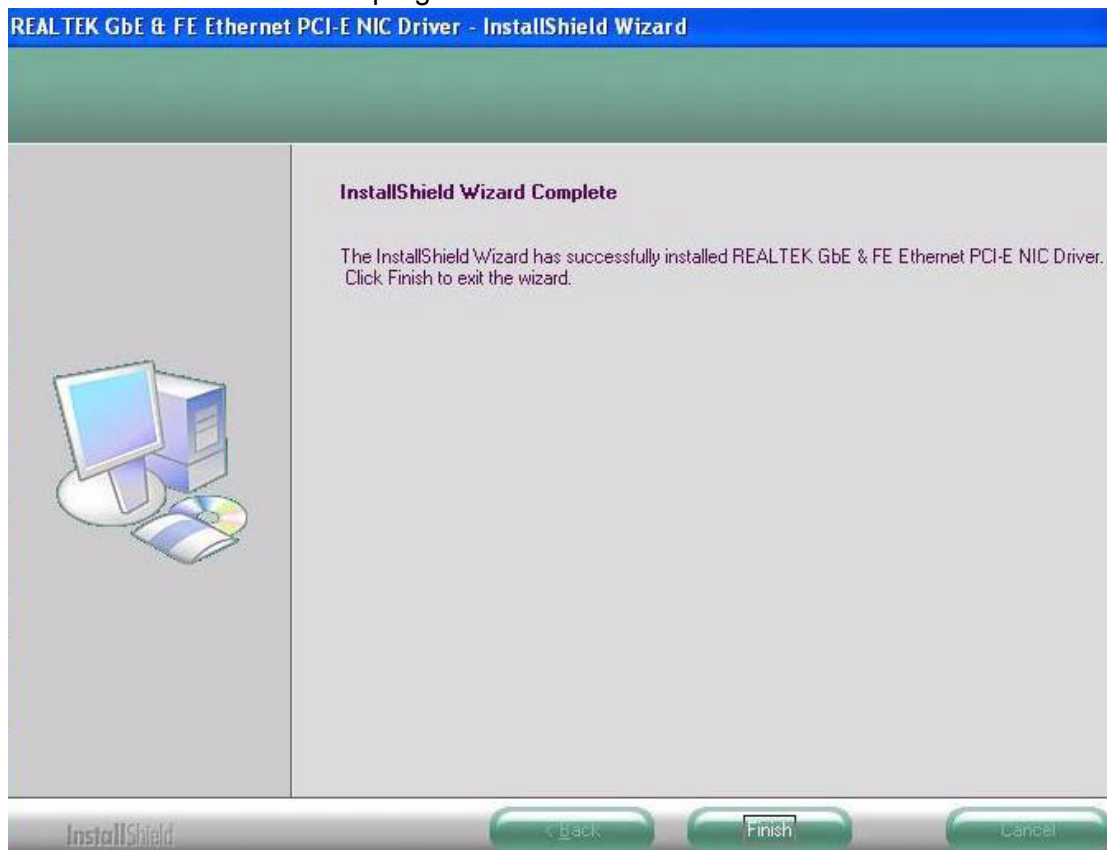 REALTEK GbE & FE Ethernet PCI-E NIC Driver - InstallShield Wizard
InstallShield Wizard Complete
The InstallShield Wizard has successfully installed REALTEK GbE & FE Ethernet PCI-E NIC Driver.
Click Finish to exit the wizard.
InstallShield
< Back Finish Cancel